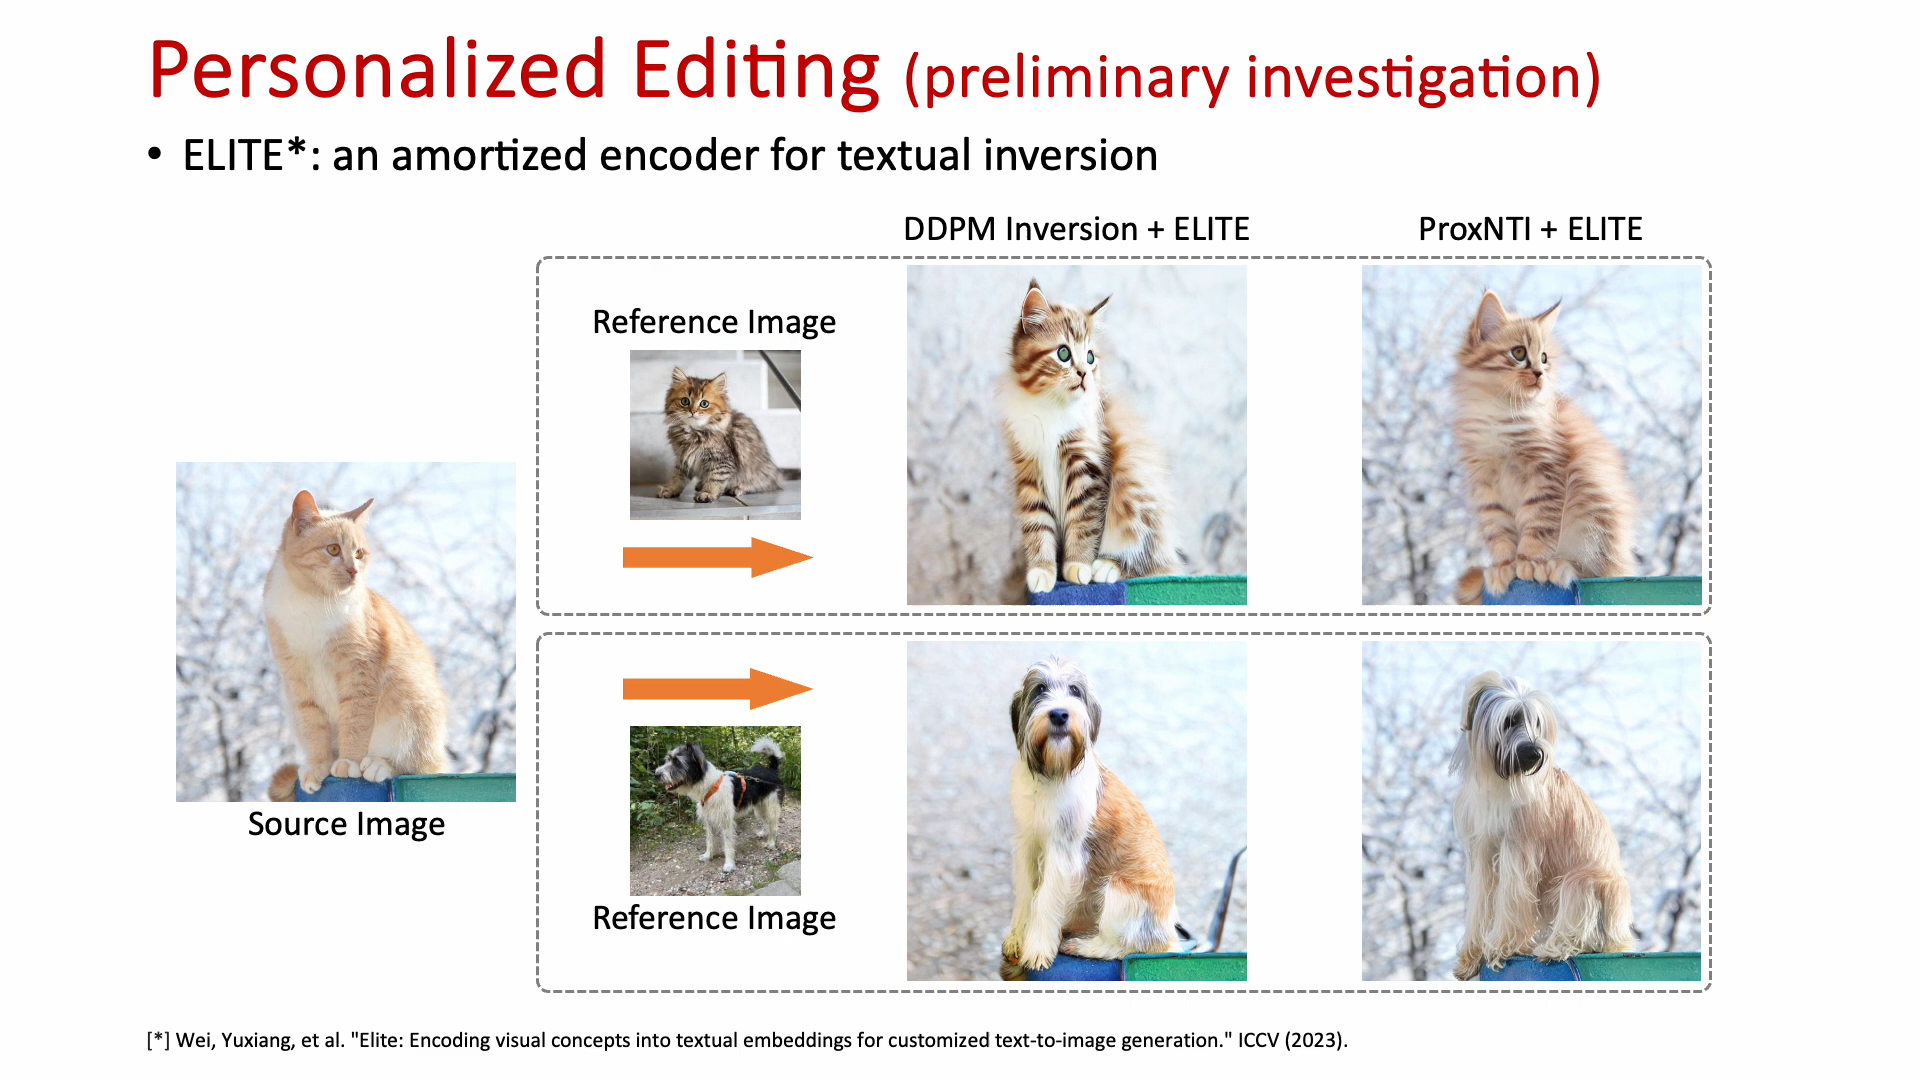 Personalized Editing (preliminary investigation)
• ELITE*: an amortized encoder for textual inversion
DDPM Inversion + ELITE
ProxNTI + ELITE
Reference Image
Source Image
Reference Image
[*] Wei, Yuxiang, et al. "Elite: Encoding visual concepts into textual embeddings for customized text-to-image generation." ICCV (2023).